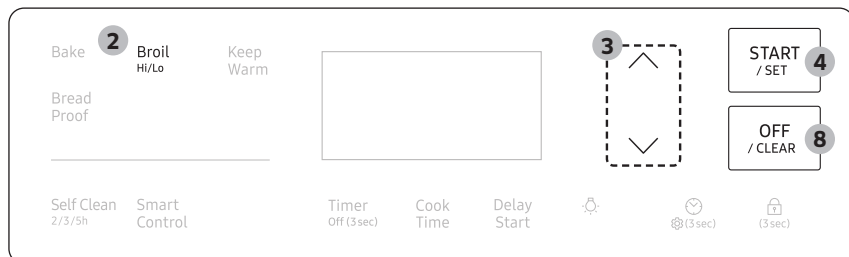 Bake
2
Broil
Hi/Lo
Keep
Warm
Bread
Proof
3
START
/ SET
4
OFF
/ CLEAR
8
Self Clean
2/3/5h
Smart
Control
Timer
Off (3 sec)
Cook
Time
Delay
Start
(3 sec)
(3 sec)